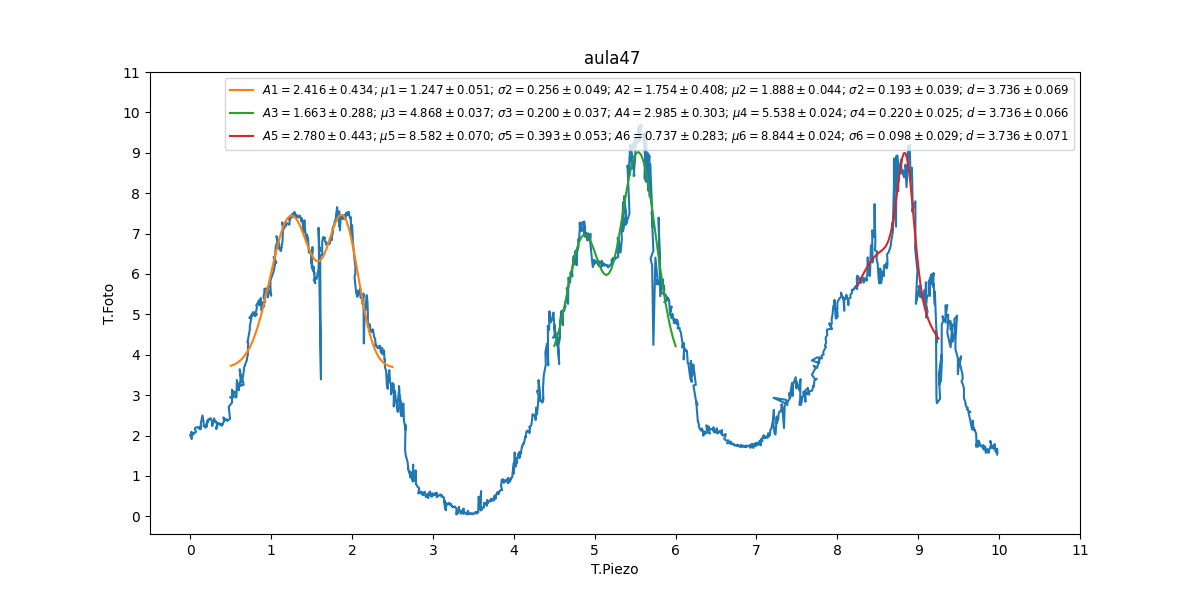 aula47
A1 = 2.416 ± 0.434; μ1 = 1.247 ± 0.051; σ2 = 0.256 ± 0.049; A2 = 1.754 ± 0.408; μ2 = 1.888 ± 0.044; σ2 = 0.193 ± 0.039; d = 3.736 ± 0.069
A3 = 1.663 ± 0.288; μ3 = 4.868 ± 0.037; σ3 = 0.200 ± 0.037; A4 = 2.985 ± 0.303; μ4 = 5.538 ± 0.024; σ4 = 0.220 ± 0.025; d = 3.736 ± 0.066
A5 = 2.780 ± 0.443; μ5 = 8.582 ± 0.070; σ5 = 0.393 ± 0.053; A6 = 0.737 ± 0.283; μ6 = 8.844 ± 0.024; σ6 = 0.098 ± 0.029; d = 3.736 ± 0.071
11
10
9
8
7
6
5
4
3
2
1
0
T.Foto
0 1 2 3 4 5 6 7 8 9 10 11
T.Piezo